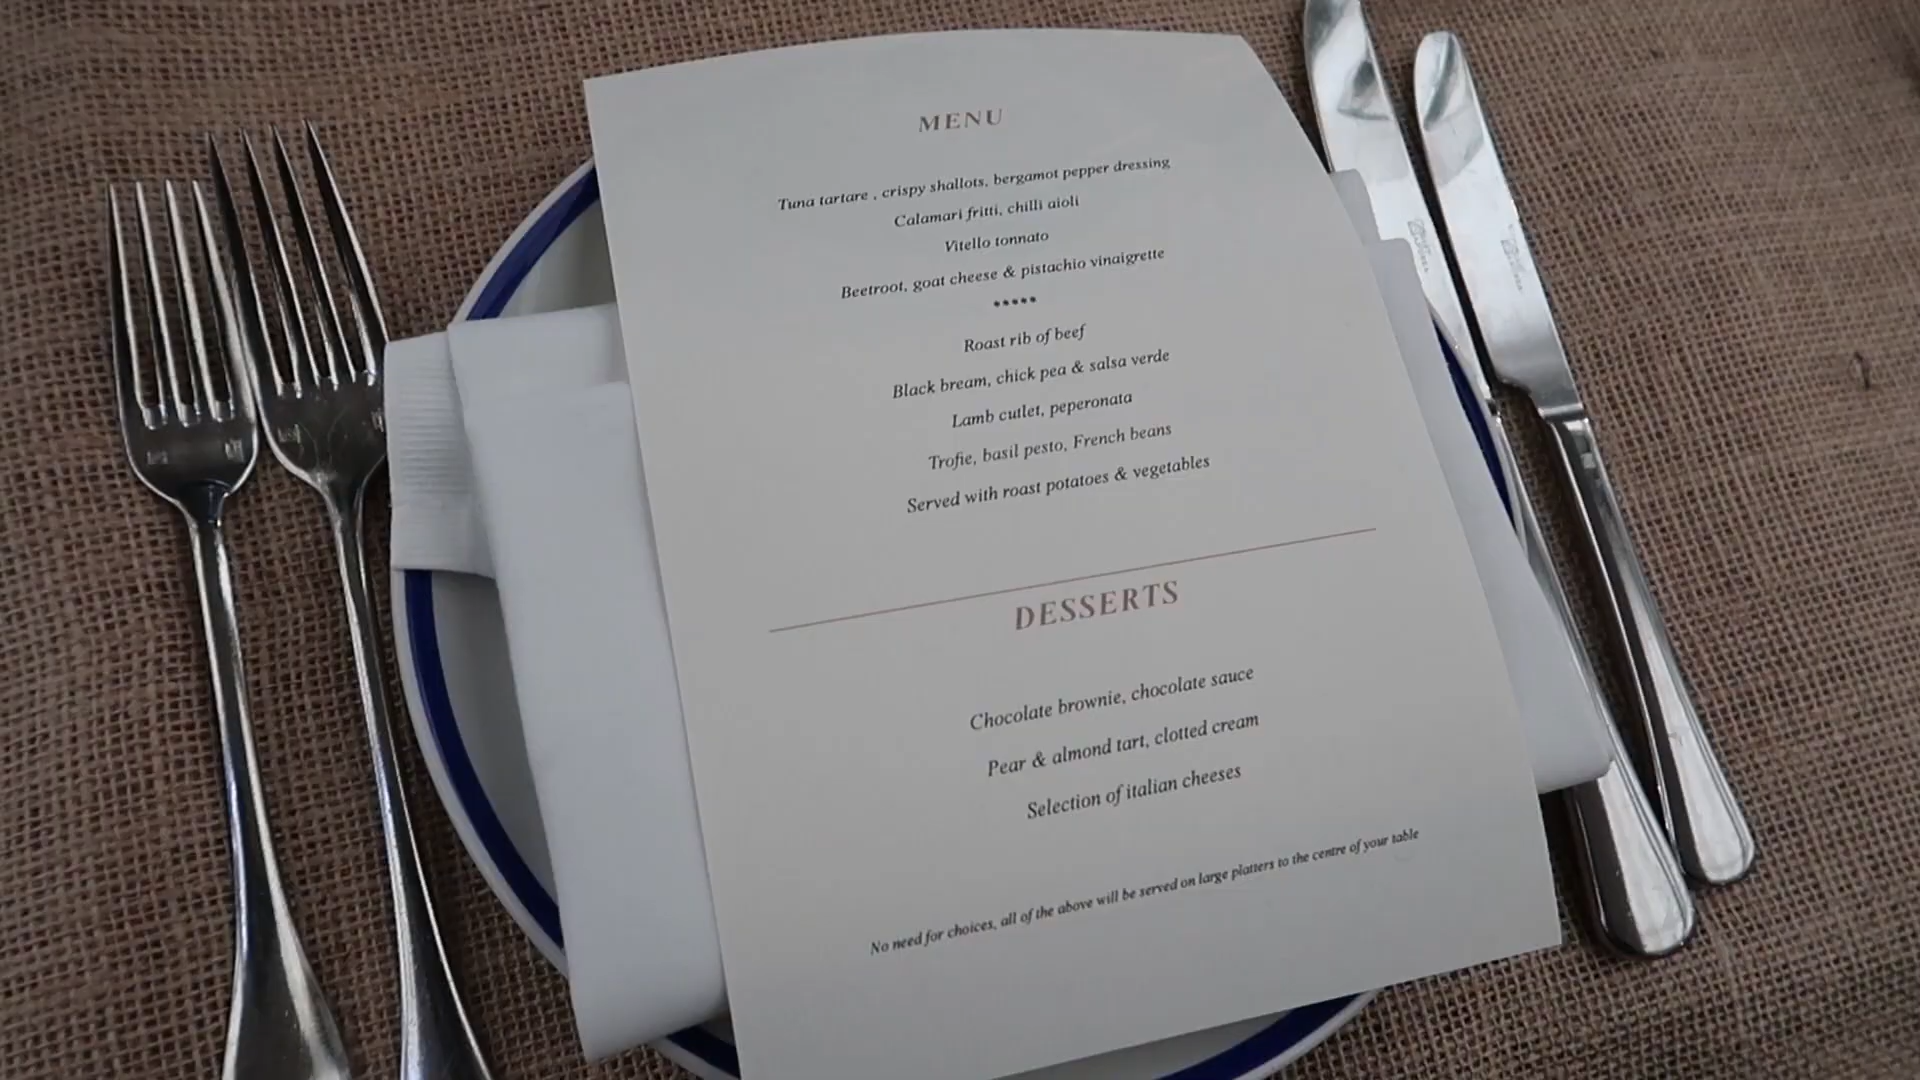 MENU
Tuna tartare , crispy shallots, bergamot pepper dressing
Calamari fritti, chilli aioli
Vitello tonnato
Beetroot, goat cheese & pistachio vinaigrette
*****
Roast rib of beef
Black bream, chick pea & salsa verde
Lamb cutlet, peperonata
Trofie, basil pesto, French beans
Served with roast potatoes & vegetables
DESSERTS
Chocolate brownie, chocolate sauce
Pear & almond tart, clotted cream
Selection of italian cheeses
No need for choices, all of the above will be served on large platters to the centre of your table